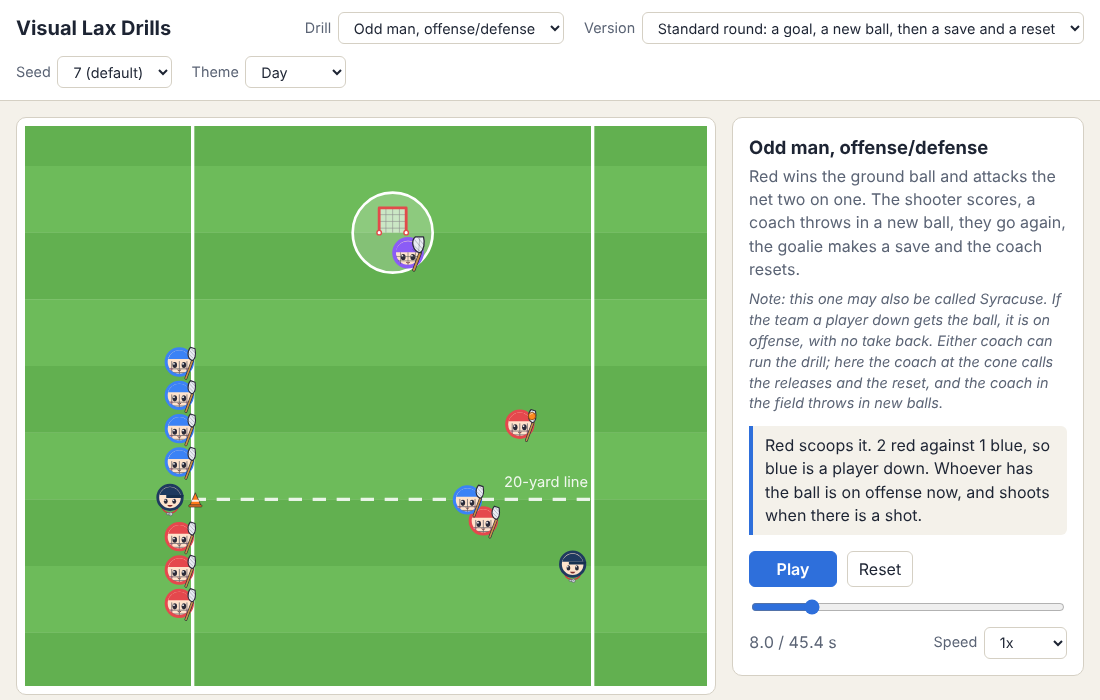 Visual Lax Drills
Drill
Odd man, offense/defense
Version
Standard round: a goal, a new ball, then a save and a reset
Seed
7 (default)
Theme
Day
20-yard line
Odd man, offense/defense
Red wins the ground ball and attacks the
net two on one. The shooter scores, a
coach throws in a new ball, they go again,
the goalie makes a save and the coach
resets.
Note: this one may also be called Syracuse. If
the team a player down gets the ball, it is on
offense, with no take back. Either coach can
run the drill; here the coach at the cone calls
the releases and the reset, and the coach in
the field throws in new balls.
Red scoops it. 2 red against 1 blue, so
blue is a player down. Whoever has
the ball is on offense now, and shoots
when there is a shot.
Play
Reset
8.0 / 45.4 s
Speed
1x